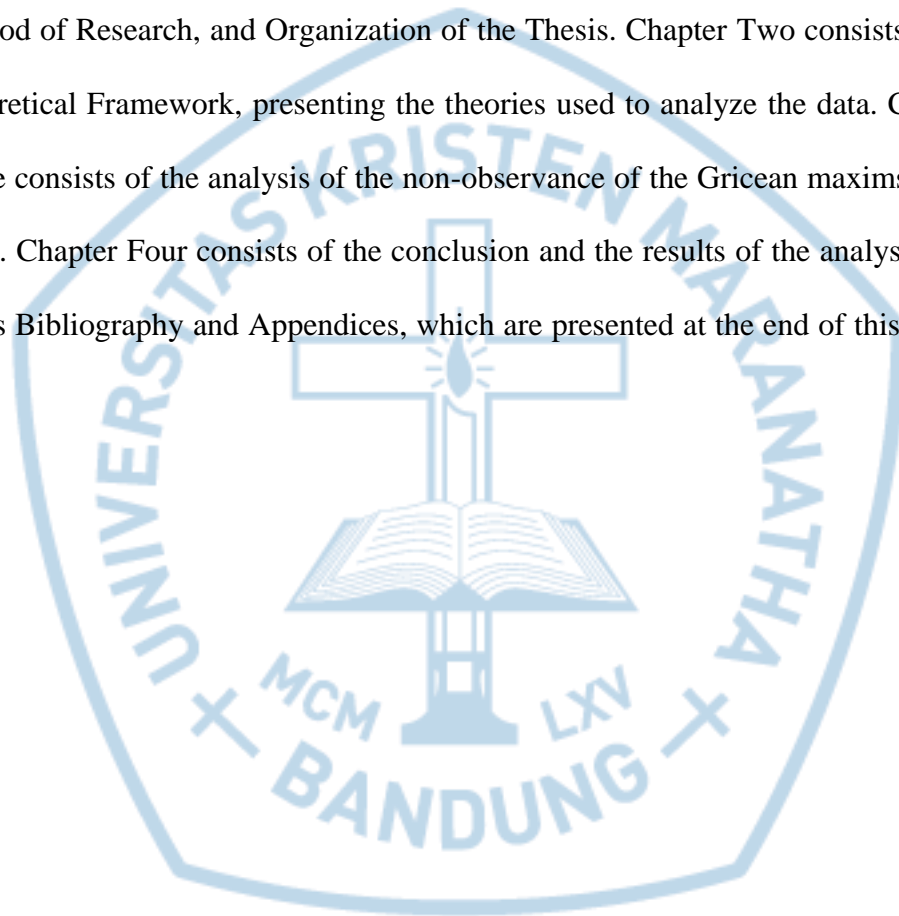 od of Research, and Organization of the Thesis. Chapter Two consists
retical Framework, presenting the theories used to analyze the data. C
e consists of the analysis of the non-observance of the Gricean maxims
. Chapter Four consists of the conclusion and the results of the analys
s Bibliography and Appendices, which are presented at the end of this
UNIVERSITAS KRISTEN MARANATHA
MCM LXV
BANDUNG